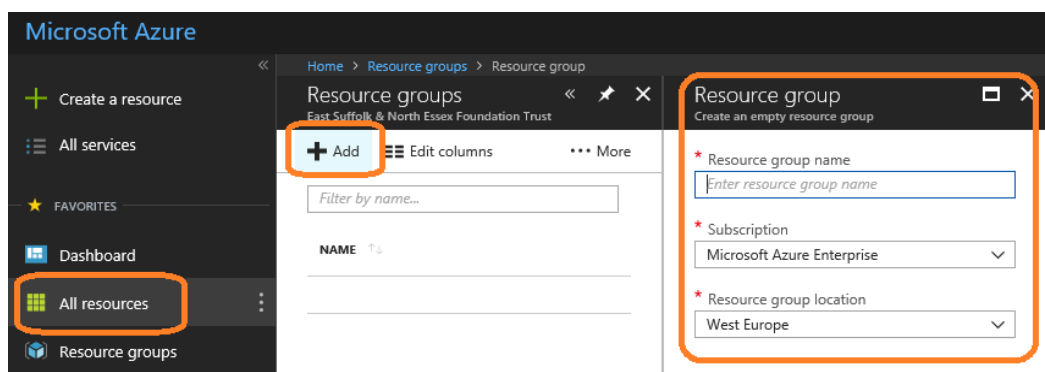 Microsoft Azure
«
Create a resource
All services
FAVORITES
Dashboard
All resources
Resource groups
Home > Resource groups > Resource group
Resource groups
East Suffolk & North Essex Foundation Trust
Add
Edit columns
••• More
Filter by name...
NAME ↑↓
Resource group
Create an empty resource group
* Resource group name
Enter resource group name
* Subscription
Microsoft Azure Enterprise
* Resource group location
West Europe